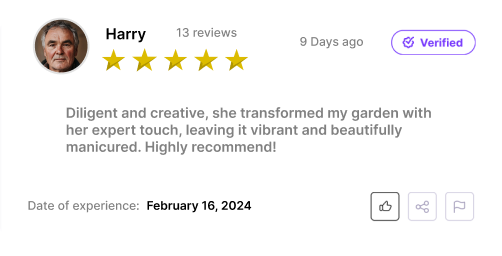 Harry
13 reviews
9 Days ago
Verified
Diligent and creative, she transformed my garden with
her expert touch, leaving it vibrant and beautifully
manicured. Highly recommend!
Date of experience: February 16, 2024